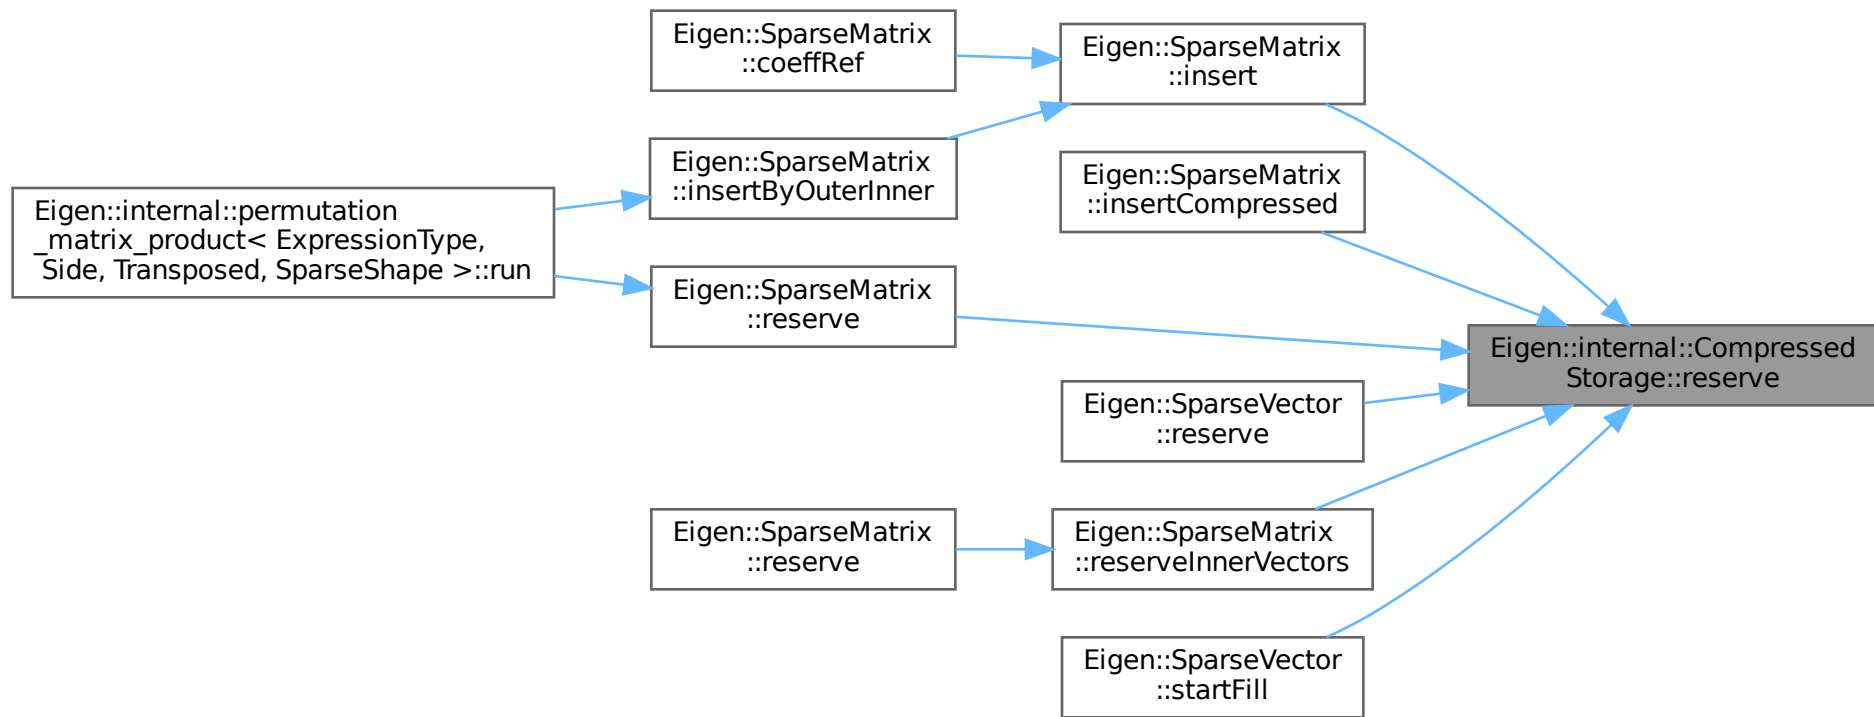 Eigen::SparseMatrix
::coeffRef
Eigen::SparseMatrix
::insert
Eigen::SparseMatrix
::insertByOuterInner
Eigen::SparseMatrix
::insertCompressed
Eigen::internal::permutation
_matrix_product< ExpressionType,
Side, Transposed, SparseShape >::run
Eigen::SparseMatrix
::reserve
Eigen::internal::Compressed
Storage::reserve
Eigen::SparseVector
::reserve
Eigen::SparseMatrix
::reserve
Eigen::SparseMatrix
::reserveInnerVectors
Eigen::SparseVector
::startFill